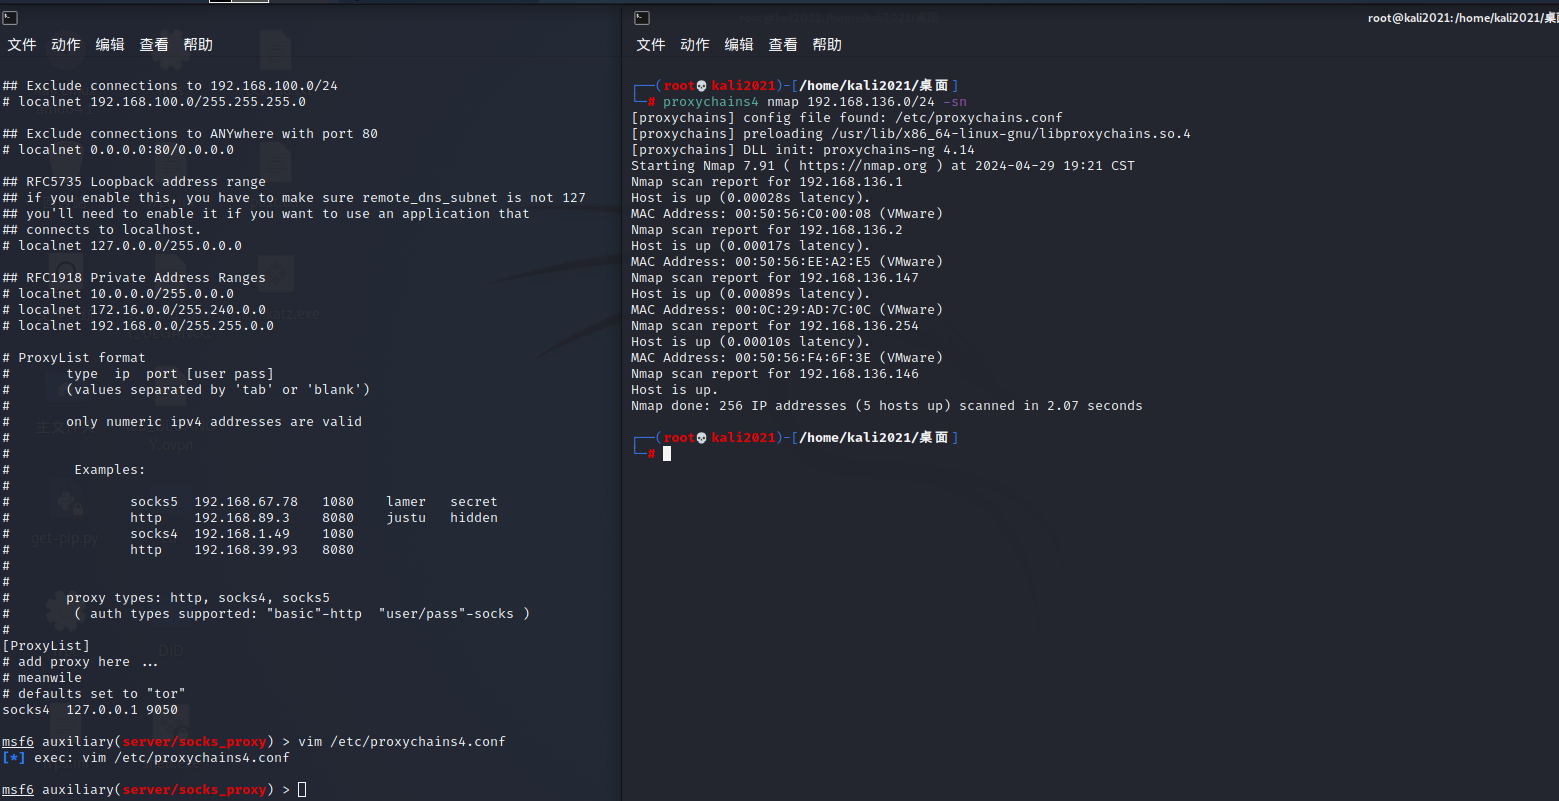 文件 动作 编辑 查看 帮助
## Exclude connections to 192.168.100.0/24
# localnet 192.168.100.0/255.255.255.0
## Exclude connections to ANYwhere with port 80
# localnet 0.0.0.0:80/0.0.0.0
## RFC5735 Loopback address range
## if you enable this, you have to make sure remote_dns_subnet is not 127
## you'll need to enable it if you want to use an application that
## connects to localhost.
# localnet 127.0.0.0/255.0.0.0
## RFC1918 Private Address Ranges
# localnet 10.0.0.0/255.0.0.0
# localnet 172.16.0.0/255.240.0.0
# localnet 192.168.0.0/255.255.0.0
# ProxyList format
#       type  ip  port [user pass]
#       (values separated by 'tab' or 'blank')
#
#       only numeric ipv4 addresses are valid
#
#
#        Examples:
#
#               socks5  192.168.67.78   1080    lamer   secret
#               http    192.168.89.3    8080    justu   hidden
#               socks4  192.168.1.49    1080
#               http    192.168.39.93   8080
#
#
#       proxy types: http, socks4, socks5
#        ( auth types supported: "basic"-http  "user/pass"-socks )
#
[ProxyList]
# add proxy here ...
# meanwile
# defaults set to "tor"
socks4  127.0.0.1 9050
msf6 auxiliary(server/socks_proxy) > vim /etc/proxychains4.conf
[*] exec: vim /etc/proxychains4.conf
msf6 auxiliary(server/socks_proxy) >
get-pip.py
DID
root@kali2021:/home/kali2021/桌
文件 动作 编辑 查看 帮助
(root💀kali2021)-[/home/kali2021/桌面]
# proxychains4 nmap 192.168.136.0/24 -sn
[proxychains] config file found: /etc/proxychains.conf
[proxychains] preloading /usr/lib/x86_64-linux-gnu/libproxychains.so.4
[proxychains] DLL init: proxychains-ng 4.14
Starting Nmap 7.91 ( https://nmap.org ) at 2024-04-29 19:21 CST
Nmap scan report for 192.168.136.1
Host is up (0.00028s latency).
MAC Address: 00:50:56:C0:00:08 (VMware)
Nmap scan report for 192.168.136.2
Host is up (0.00017s latency).
MAC Address: 00:50:56:EE:A2:E5 (VMware)
Nmap scan report for 192.168.136.147
Host is up (0.00089s latency).
MAC Address: 00:0C:29:AD:7C:0C (VMware)
Nmap scan report for 192.168.136.254
Host is up (0.00010s latency).
MAC Address: 00:50:56:F4:6F:3E (VMware)
Nmap scan report for 192.168.136.146
Host is up.
Nmap done: 256 IP addresses (5 hosts up) scanned in 2.07 seconds
(root💀kali2021)-[/home/kali2021/桌面]
#